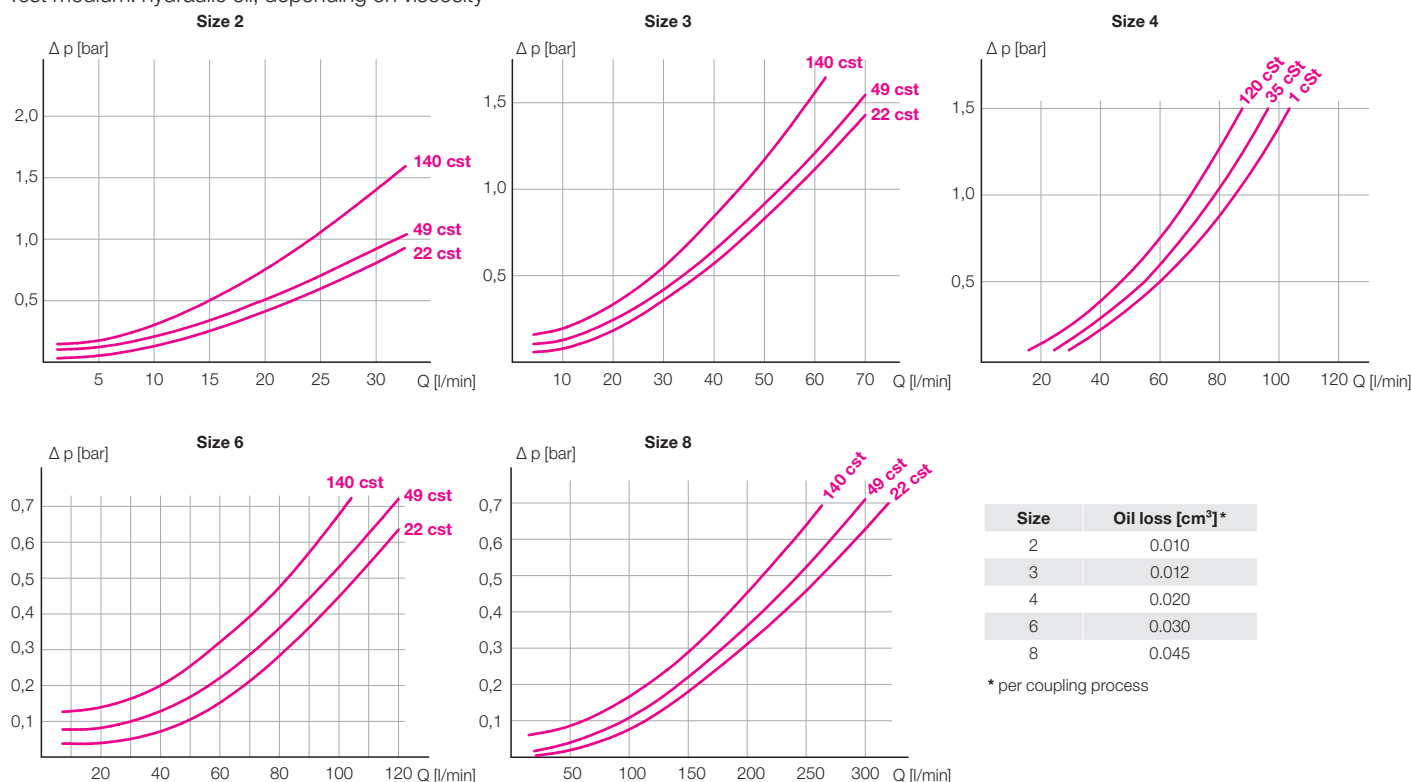 Test medium: hydraulic oil, depending on viscosity
Size 2
Δ p [bar]
2,0
1,5
1,0
0,5
140 cst
49 cst
22 cst
5 10 15 20 25 30 Q [l/min]
Size 3
Δ p [bar]
1,5
1,0
0,5
140 cst
49 cst
22 cst
10 20 30 40 50 60 70 Q [l/min]
Size 4
Δ p [bar]
1,5
1,0
0,5
120 cSt
35 cSt
1 cSt
20 40 60 80 100 120 Q [l/min]
Size 6
Δ p [bar]
0,7
0,6
0,5
0,4
0,3
0,2
0,1
140 cst
49 cst
22 cst
20 40 60 80 100 120 Q [l/min]
Size 8
Δ p [bar]
0,7
0,6
0,5
0,4
0,3
0,2
0,1
140 cst
49 cst
22 cst
50 100 150 200 250 300 Q [l/min]
Size Oil loss [cm³]*
2 0.010
3 0.012
4 0.020
6 0.030
8 0.045
* per coupling process